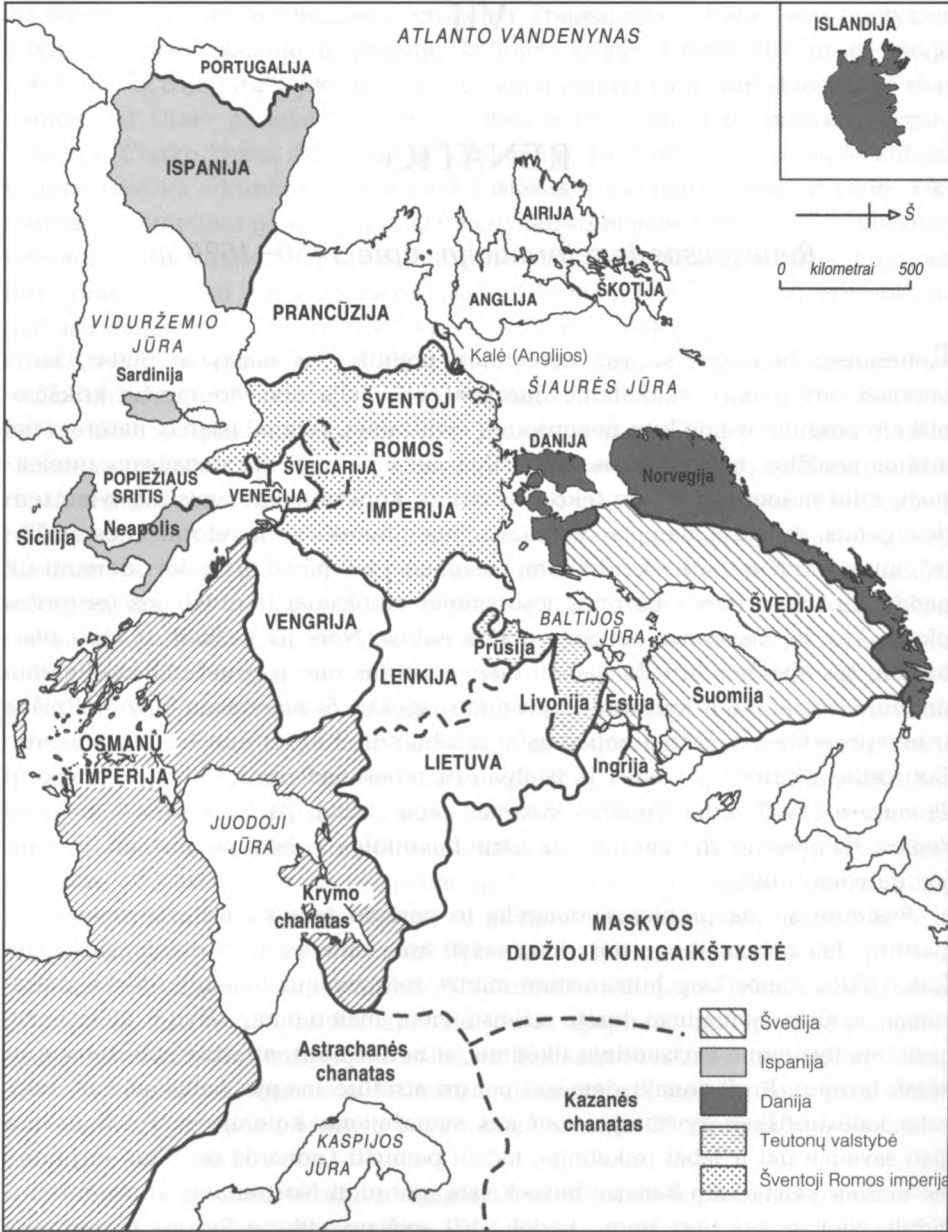 ATLANTO VANDENYNAS
ISLANDIJA
PORTUGALIJA
ISPANIJA
AIRIJA
Š
0 kilometrai 500
ANGLIJA
ŠKOTIJA
PRANCŪZIJA
VIDURŽEMIO
JŪRA
Sardinija
Kalė (Anglijos)
ŠIAURĖS JŪRA
ŠVENTOJI
ROMOS
IMPERIJA
DANIJA
Norvegija
ŠVEICARIJA
VENECIJA
POPIEŽIAUS
SRITIS
Neapolis
Sicilija
ŠVEDIJA
VENGRIJA
BALTIJOS
JŪRA
Prūsija
LENKIJA
Livonija
Estija
Suomija
Ingrija
LIETUVA
OSMANŲ
IMPERIJA
JUODOJI
JŪRA
Krymo
chanatas
MASKVOS
DIDŽIOJI KUNIGAIKŠTYSTĖ
Astrachanės
chanatas
Kazanės
chanatas
KASPIJOS
JŪRA
Švedija
Ispanija
Danija
Teutonų valstybė
Šventoji Romos imperija